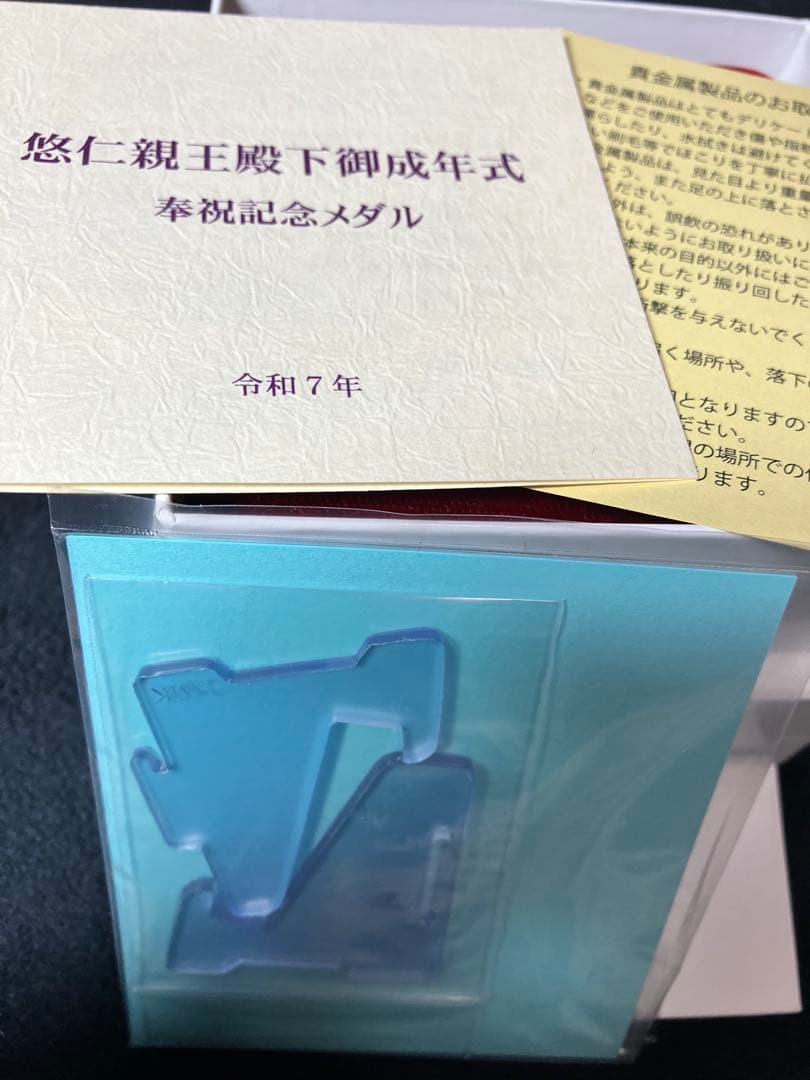 悠仁親王殿下御成年式
奉祝記念メダル
令和7年
貴金属製品のお取
貴金属製品はとてもデリケー
などをご使用いただき傷や指
らしたり、水拭きは避けて
い刷毛等でほこりを丁寧に払
金属製品は、見た目より重量
よう、また足の上に落とさ
ださい。
外は、誤飲の恐れがあり
いようにお取り扱いに
本来の目的以外にはご
落としたり振り回した
ります。
衝撃を与えないでく
く場所や、落下の
となりますので
ださい。
の場所での
ります。